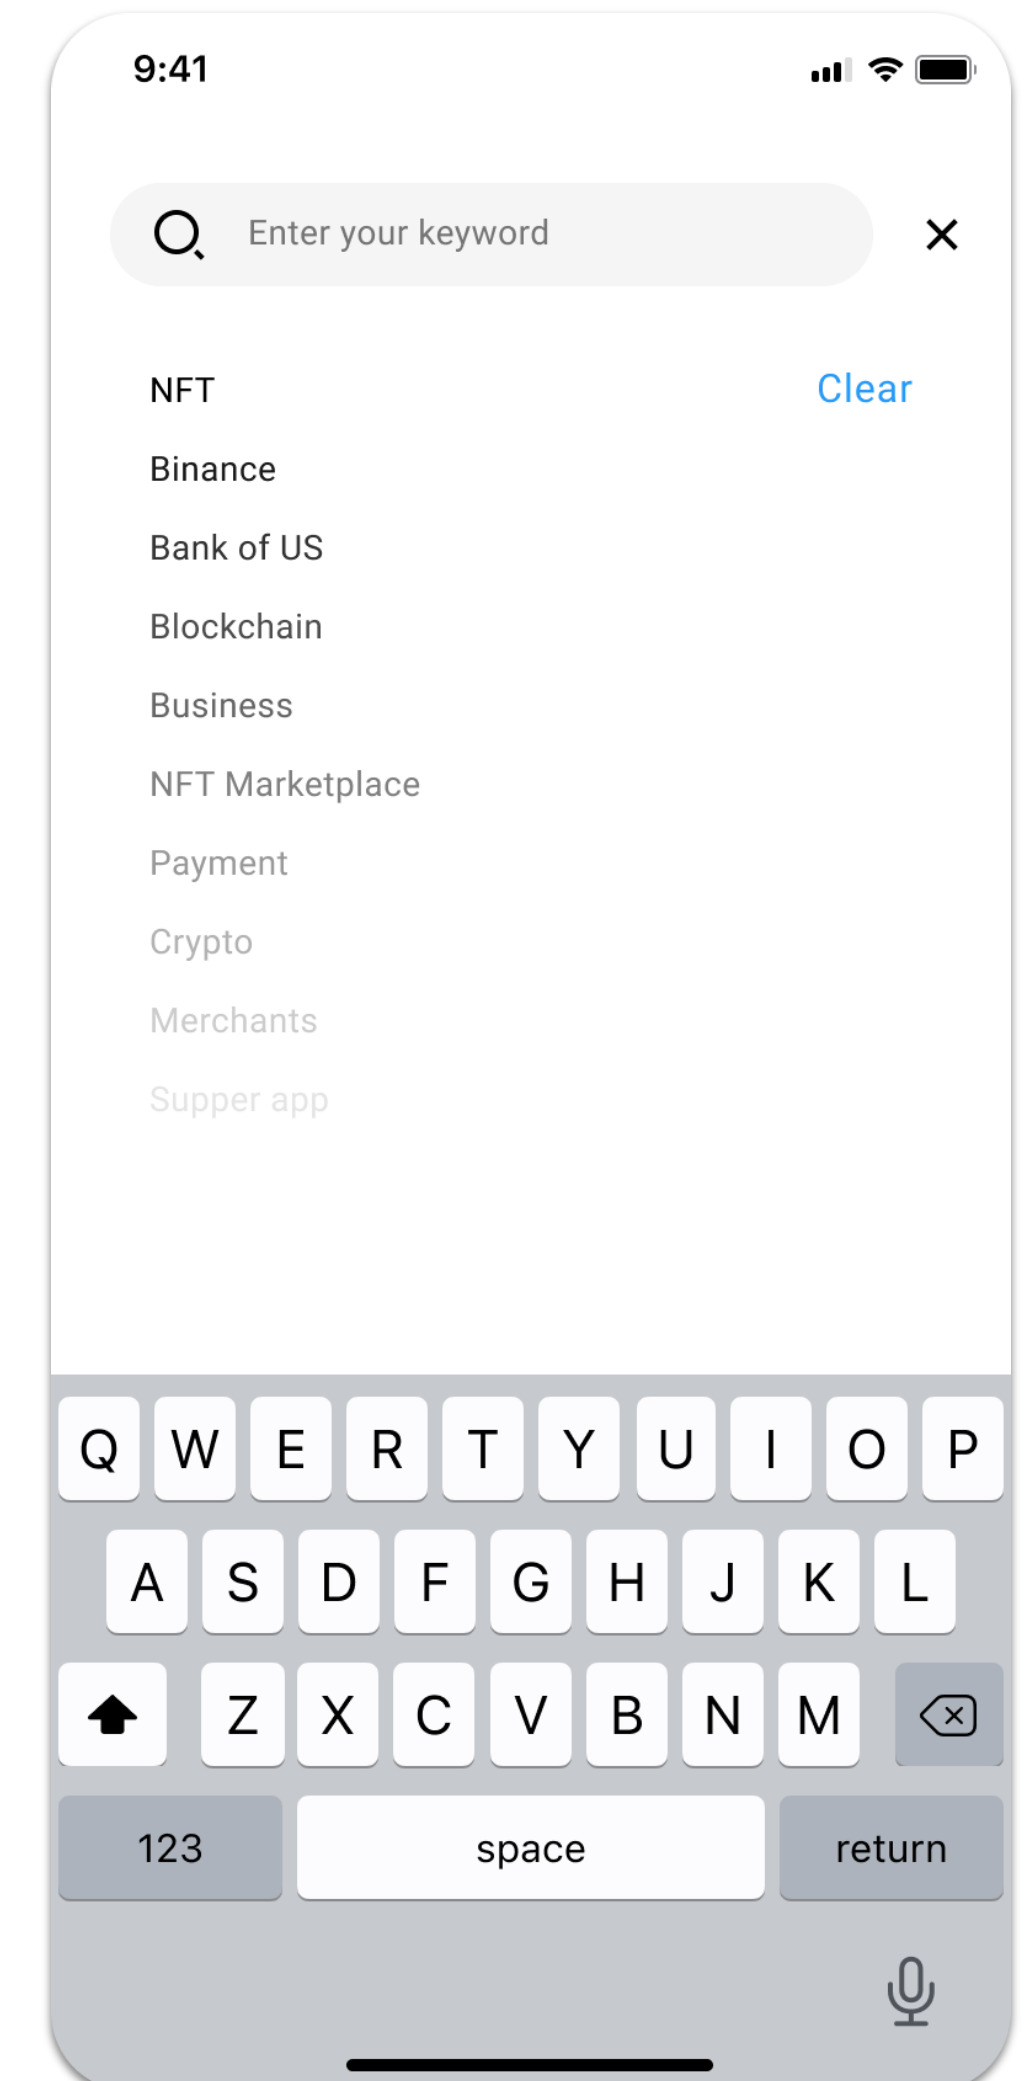 9:41
Enter your keyword
NFT Clear
Binance
Bank of US
Blockchain
Business
NFT Marketplace
Payment
Crypto
Merchants
Supper app
Q W E R T Y U I O P
A S D F G H J K L
Z X C V B N M
123 space return